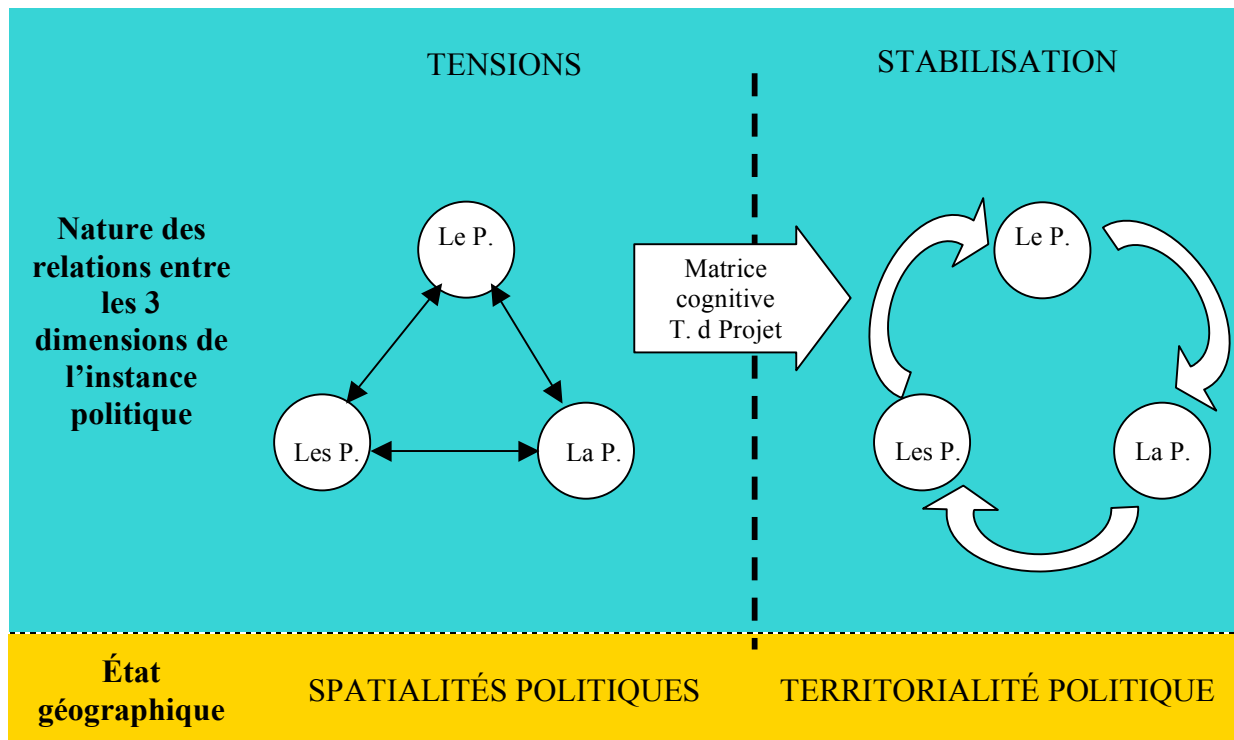 TENSIONS
STABILISATION
Nature des
relations entre
les 3
dimensions de
l’instance
politique
Le P.
Les P.
La P.
Matrice
cognitive
T. d Projet
Le P.
Les P.
La P.
État
géographique
SPATIALITÉS POLITIQUES
TERRITORIALITÉ POLITIQUE